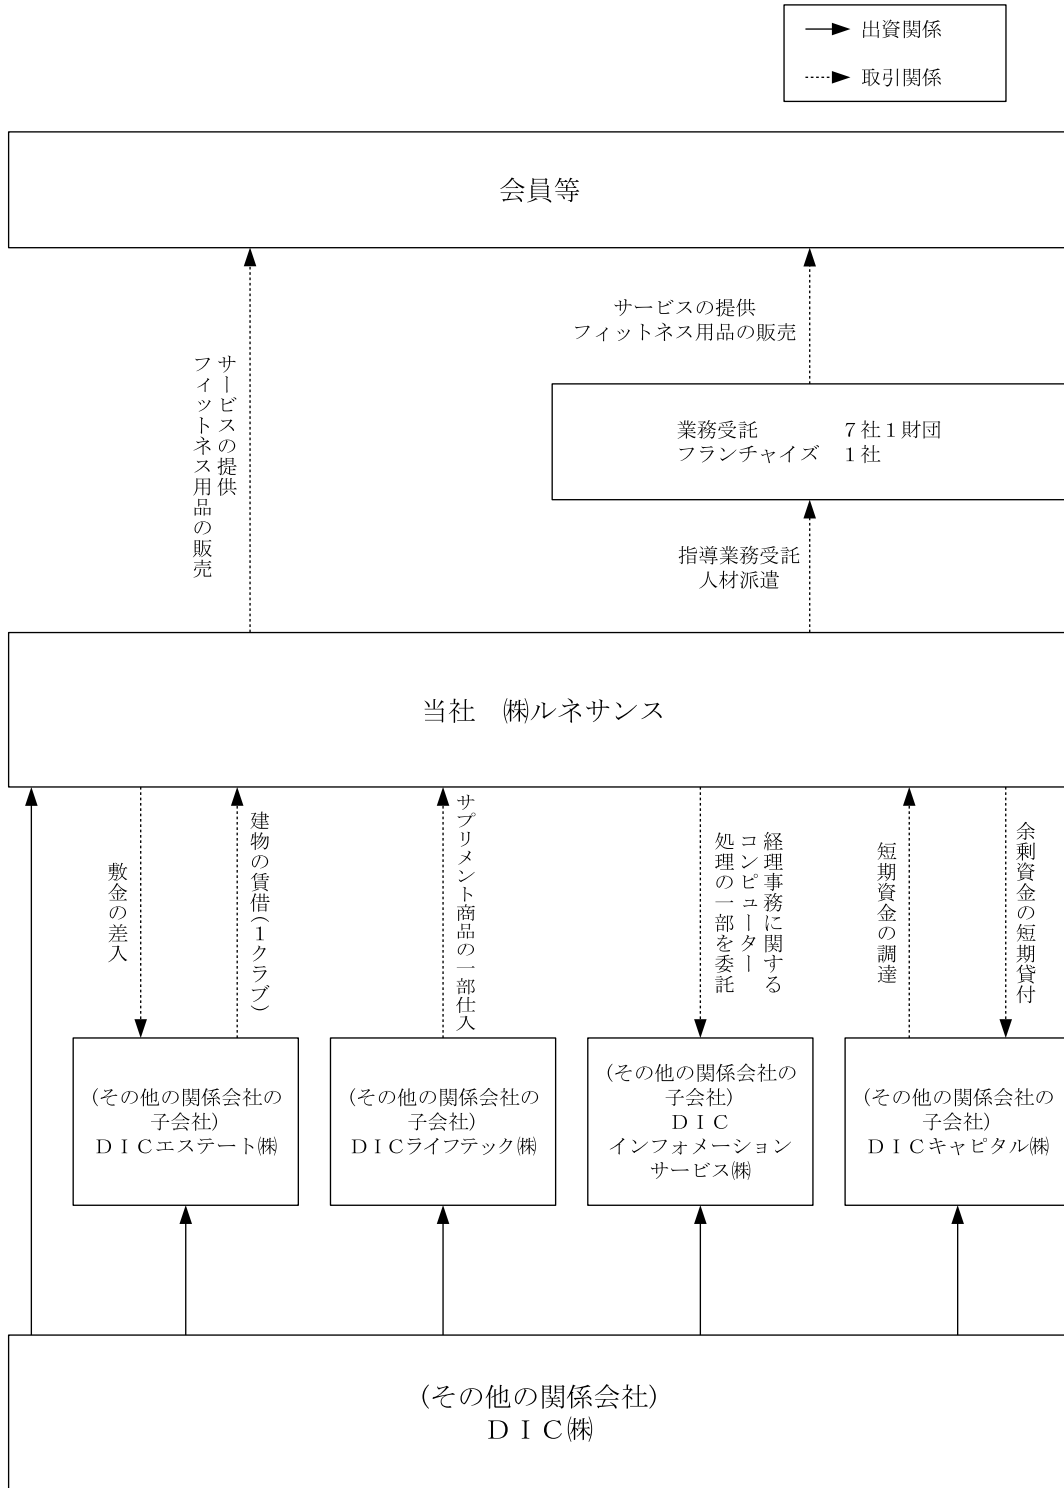 出資関係
取引関係
会員等
サービスの提供
フィットネス用品の販売
サービスの提供
フィットネス用品の販売
業務受託　　　　７社１財団
フランチャイズ　１社
指導業務受託
人材派遣
当社　㈱ルネサンス
敷金の差入
建物の賃借(１クラブ)
サプリメント商品の一部仕入
経理事務に関する
コンピューター
処理の一部を委託
短期資金の調達
余剰資金の短期貸付
(その他の関係会社の
子会社)
ＤＩＣエステート㈱
(その他の関係会社の
子会社)
ＤＩＣライフテック㈱
(その他の関係会社の
子会社)
ＤＩＣ
インフォメーション
サービス㈱
(その他の関係会社の
子会社)
ＤＩＣキャピタル㈱
(その他の関係会社)
ＤＩＣ㈱